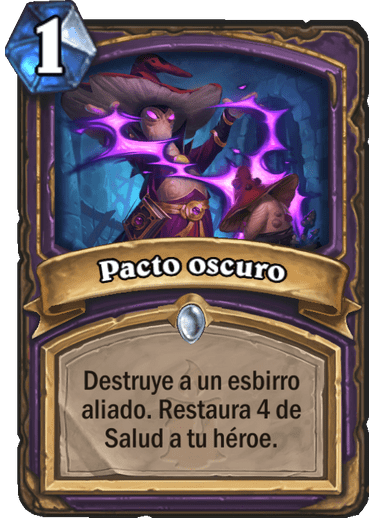 1
Pacto oscuro
Destruye a un esbirro
aliado. Restaura 4 de
Salud a tu héroe.